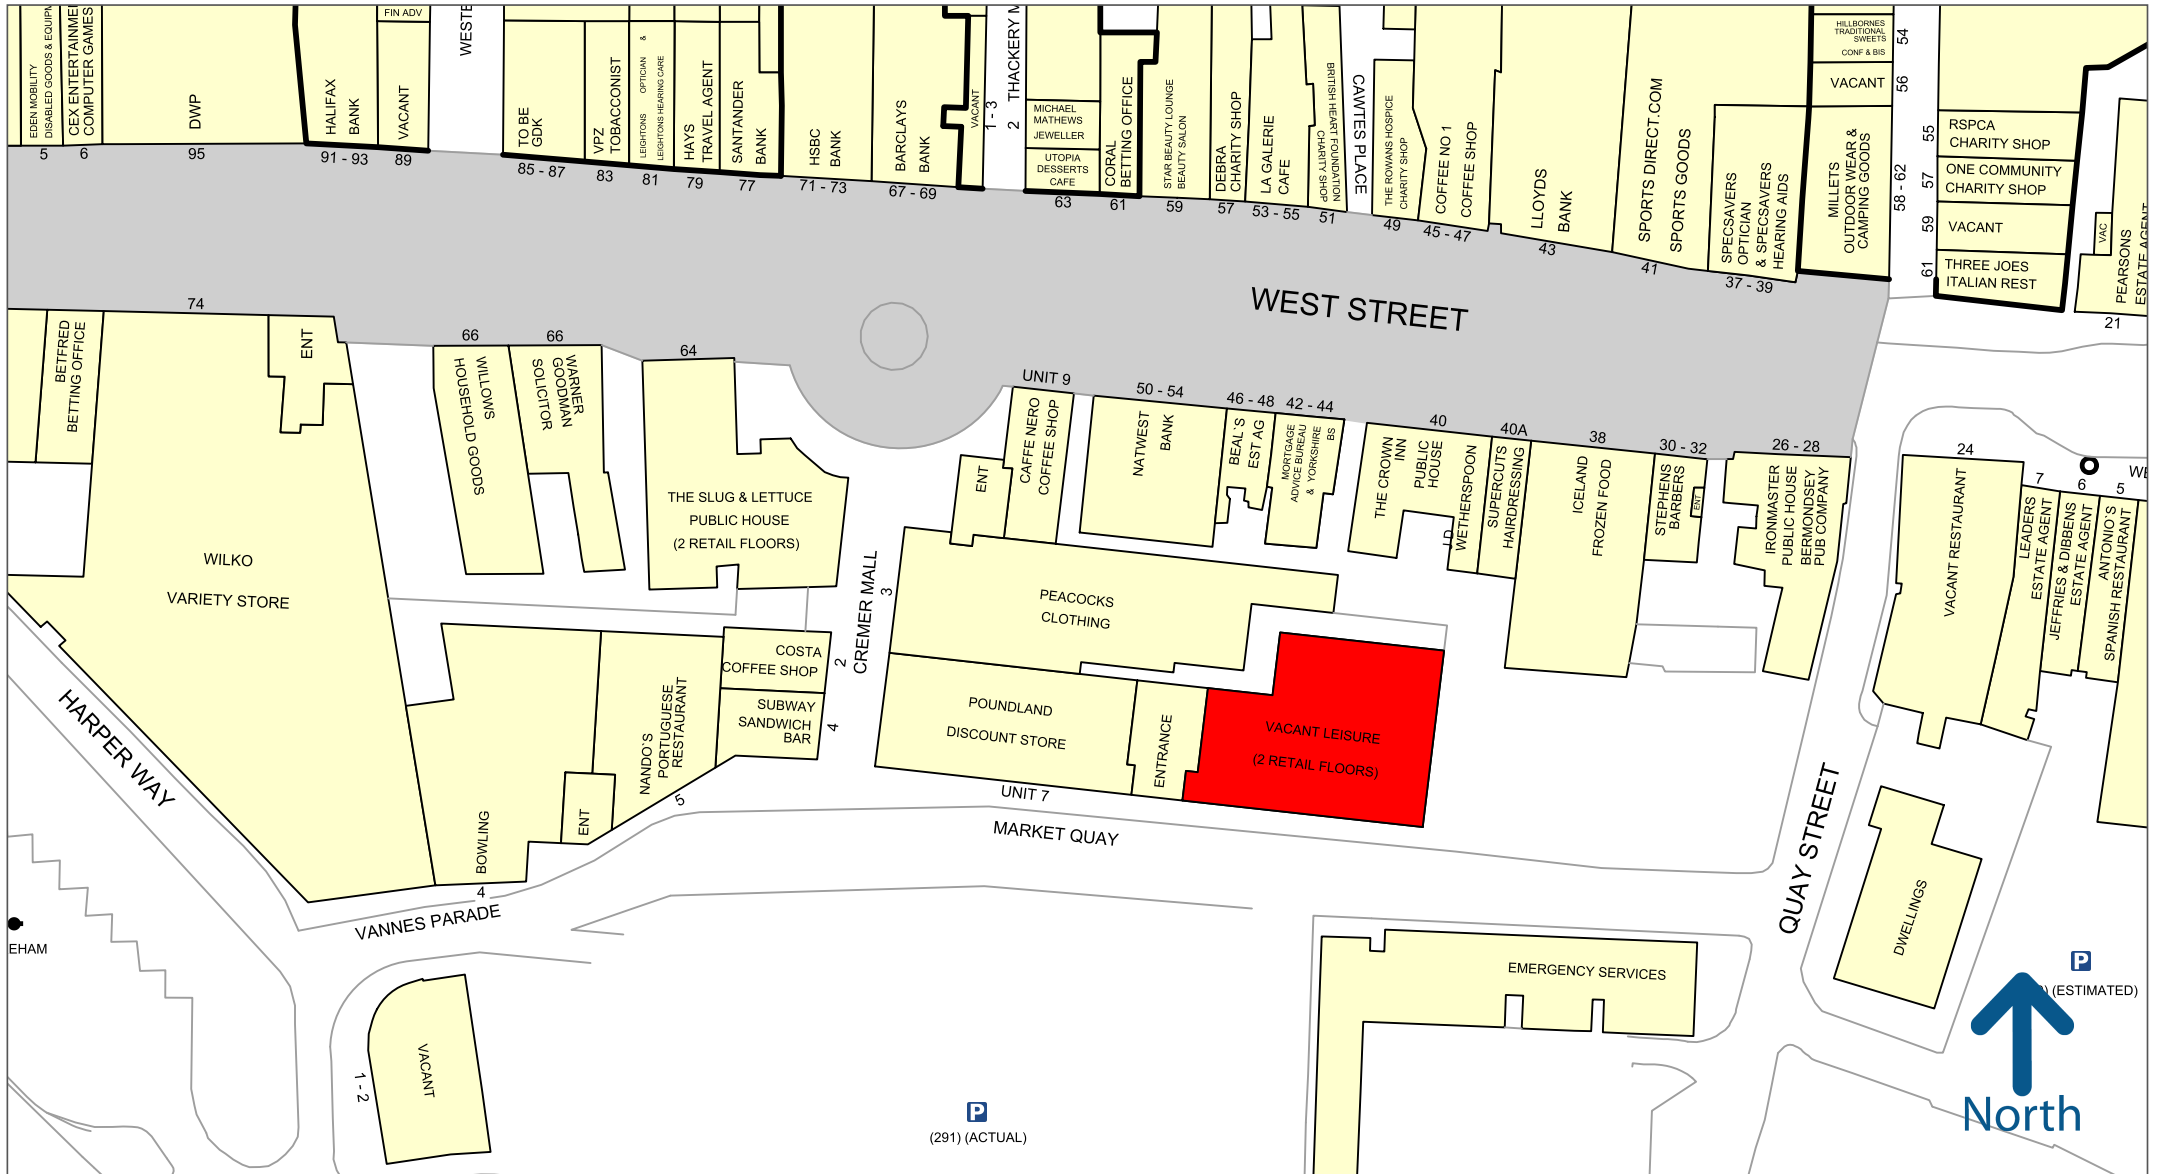 EDEN MOBILITY
DISABLED GOODS & EQUIPM
5
CEX ENTERTAINME
COMPUTER GAMES
6
DWP
95
HALIFAX
BANK
91 - 93
FIN ADV
VACANT
89
WESTE
TO BE
GDK
85 - 87
VPZ
TOBACCONIST
83
LEIGHTONS OPTICIAN &
LEIGHTONS HEARING CARE
81
HAYS
TRAVEL AGENT
79
SANTANDER
BANK
77
HSBC
BANK
71 - 73
BARCLAYS
BANK
67 - 69
VACANT
1 - 3
2
THACKERY M
MICHAEL
MATHEWS
JEWELLER
UTOPIA
DESSERTS
CAFE
63
CORAL
BETTING OFFICE
61
STAR BEAUTY LOUNGE
BEAUTY SALON
59
DEBRA
CHARITY SHOP
57
LA GALERIE
CAFE
53 - 55
BRITISH HEART FOUNDATION
CHARITY SHOP
51
CAWTES PLACE
THE ROWANS HOSPICE
CHARITY SHOP
49
COFFEE NO 1
COFFEE SHOP
45 - 47
LLOYDS
BANK
43
SPORTS DIRECT.COM
SPORTS GOODS
41
SPECSAVERS
OPTICIAN
& SPECSAVERS
HEARING AIDS
37 - 39
HILLBORNES
TRADITIONAL
SWEETS
CONF & BIS
54
VACANT
56
MILLETS
OUTDOOR WEAR &
CAMPING GOODS
58 - 62
RSPCA
CHARITY SHOP
55
ONE COMMUNITY
CHARITY SHOP
57
VACANT
59
THREE JOES
ITALIAN REST
61
VAC
PEARSONS
ESTATE AGENT
21
WEST STREET
74
BETFRED
BETTING OFFICE
ENT
WILKO
VARIETY STORE
66
WILLOWS
HOUSEHOLD GOODS
66
WARNER
GOODMAN
SOLICITOR
64
THE SLUG & LETTUCE
PUBLIC HOUSE
(2 RETAIL FLOORS)
UNIT 9
ENT
CAFFE NERO
COFFEE SHOP
50 - 54
NATWEST
BANK
46 - 48
BEAL`S
EST AG
42 - 44
MORTGAGE
ADVICE BUREAU
& YORKSHIRE
BS
40
THE CROWN
INN
PUBLIC
HOUSE
J D
WETHERSPOON
40A
SUPERCUTS
HAIRDRESSING
38
ICELAND
FROZEN FOOD
30 - 32
STEPHENS
BARBERS
ENT
26 - 28
IRONMASTER
PUBLIC HOUSE
BERMONDSEY
PUB COMPANY
24
VACANT RESTAURANT
7
LEADERS
ESTATE AGENT
6
JEFFRIES & DIBBENS
ESTATE AGENT
5
ANTONIO`S
SPANISH RESTAURANT
WE
CREMER MALL
3
PEACOCKS
CLOTHING
COSTA
COFFEE SHOP
2
SUBWAY
SANDWICH
BAR
4
NANDO`S
PORTUGUESE
RESTAURANT
5
BOWLING
ENT
4
POUNDLAND
DISCOUNT STORE
UNIT 7
ENTRANCE
VACANT LEISURE
(2 RETAIL FLOORS)
HARPER WAY
MARKET QUAY
VANNES PARADE
QUAY STREET
DWELLINGS
EMERGENCY SERVICES
EHAM
VACANT
1 - 2
P
(291) (ACTUAL)
P
) (ESTIMATED)
North